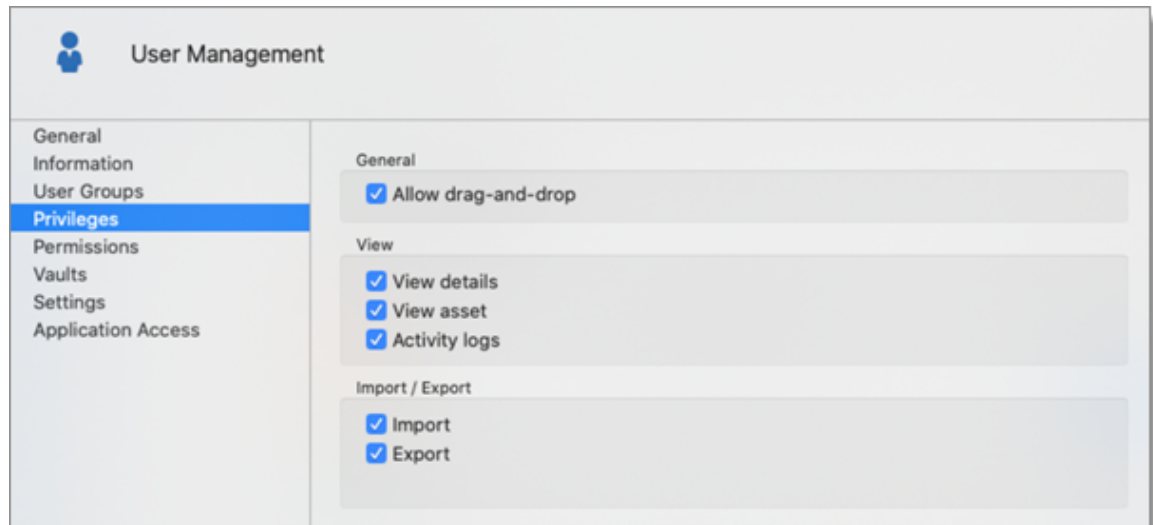 User Management
General
Information
User Groups
Privileges
Permissions
Vaults
Settings
Application Access
General
Allow drag-and-drop
View
View details
View asset
Activity logs
Import / Export
Import
Export